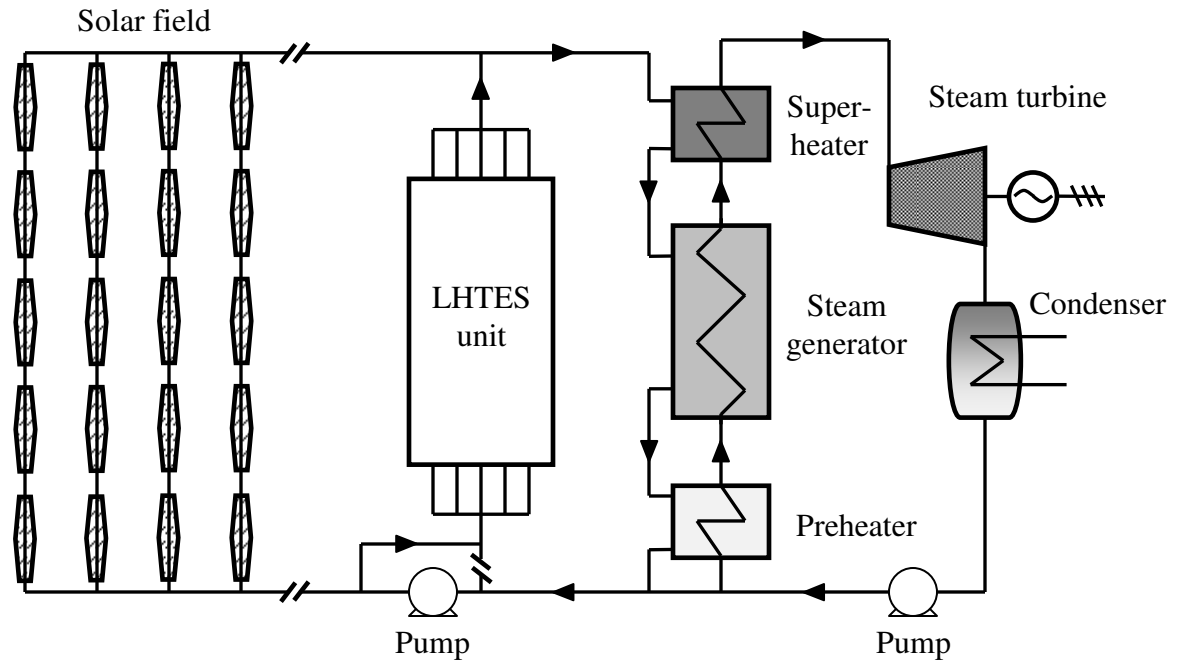 Solar field
Super-
heater
Steam turbine
LHTES
unit
Steam
generator
Condenser
Preheater
Pump
Pump